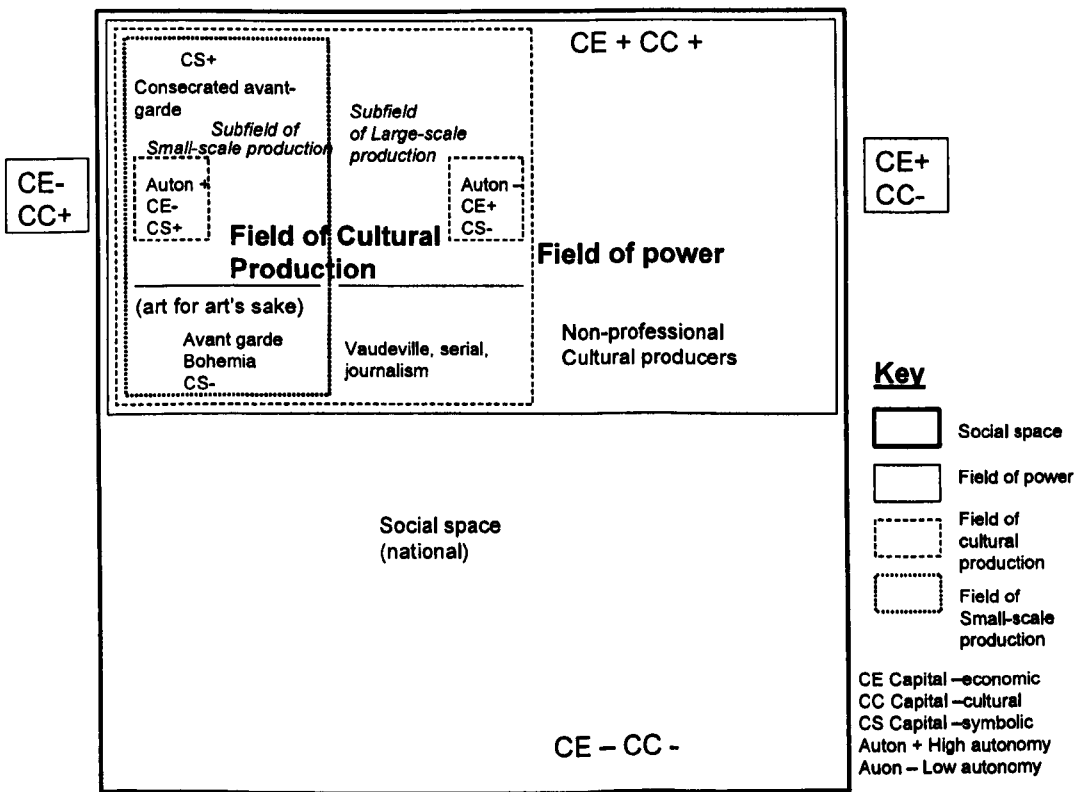 CE + CC +
CS+
Consecrated avant-
garde
Subfield of
Small-scale production
Subfield
of Large-scale
production
CE-
CC+
CE+
CC-
Auton +
CE-
CS+
Auton –
CE+
CS-
Field of Cultural
Production
Field of power
(art for art's sake)
Avant garde
Bohemia
CS-
Vaudeville, serial,
journalism
Non-professional
Cultural producers
Social space
(national)
CE – CC -
Key
Social space
Field of power
Field of
cultural
production
Field of
Small-scale
production
CE Capital –economic
CC Capital –cultural
CS Capital –symbolic
Auton + High autonomy
Auon – Low autonomy